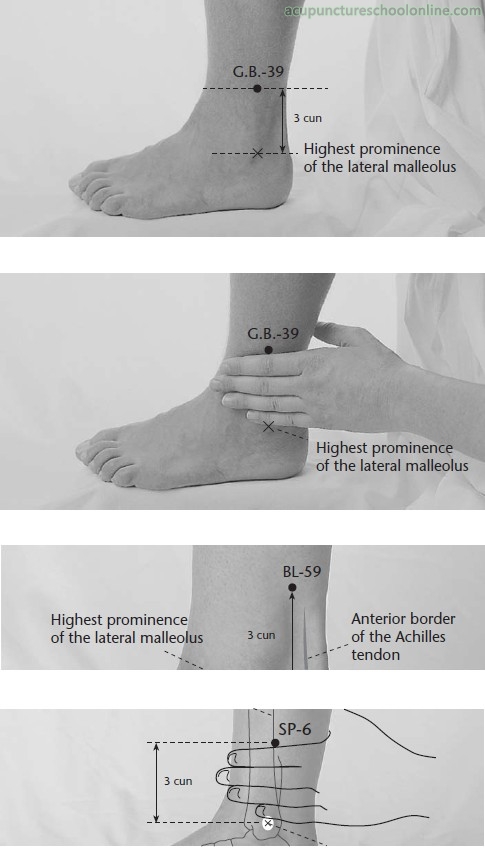 acupunctureschoolonline.com
G.B.-39
3 cun
Highest prominence
of the lateral malleolus
G.B.-39
Highest prominence
of the lateral malleolus
BL-59
Highest prominence
of the lateral malleolus
3 cun
Anterior border
of the Achilles
tendon
SP-6
3 cun